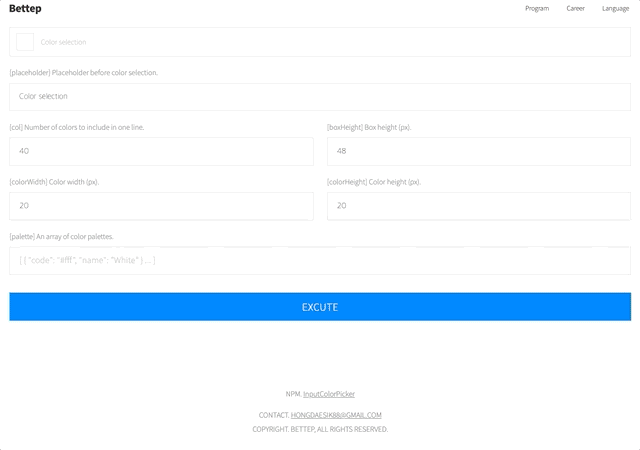 Bettep
Program Career Language
Color selection
[placeholder] Placeholder before color selection.
Color selection
[col] Number of colors to include in one line.
[boxHeight] Box height (px).
40
48
[colorWidth] Color width (px).
[colorHeight] Color height (px).
20
20
[palette] An array of color palettes.
[ { "code": "#fff", "name": "White" } ... ]
EXCUTE
NPM. InputColorPicker
CONTACT. HONGDAESIK88@GMAIL.COM
COPYRIGHT. BETTEP, ALL RIGHTS RESERVED.